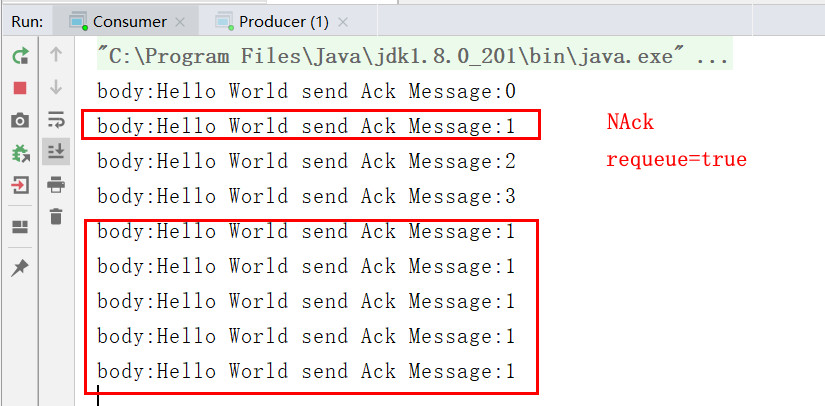 Run: Consumer × Producer (1) ×
"C:\Program Files\Java\jdk1.8.0_201\bin\java.exe" ...
body:Hello World send Ack Message:0
body:Hello World send Ack Message:1
NAck
body:Hello World send Ack Message:2
requeue=true
body:Hello World send Ack Message:3
body:Hello World send Ack Message:1
body:Hello World send Ack Message:1
body:Hello World send Ack Message:1
body:Hello World send Ack Message:1
body:Hello World send Ack Message:1